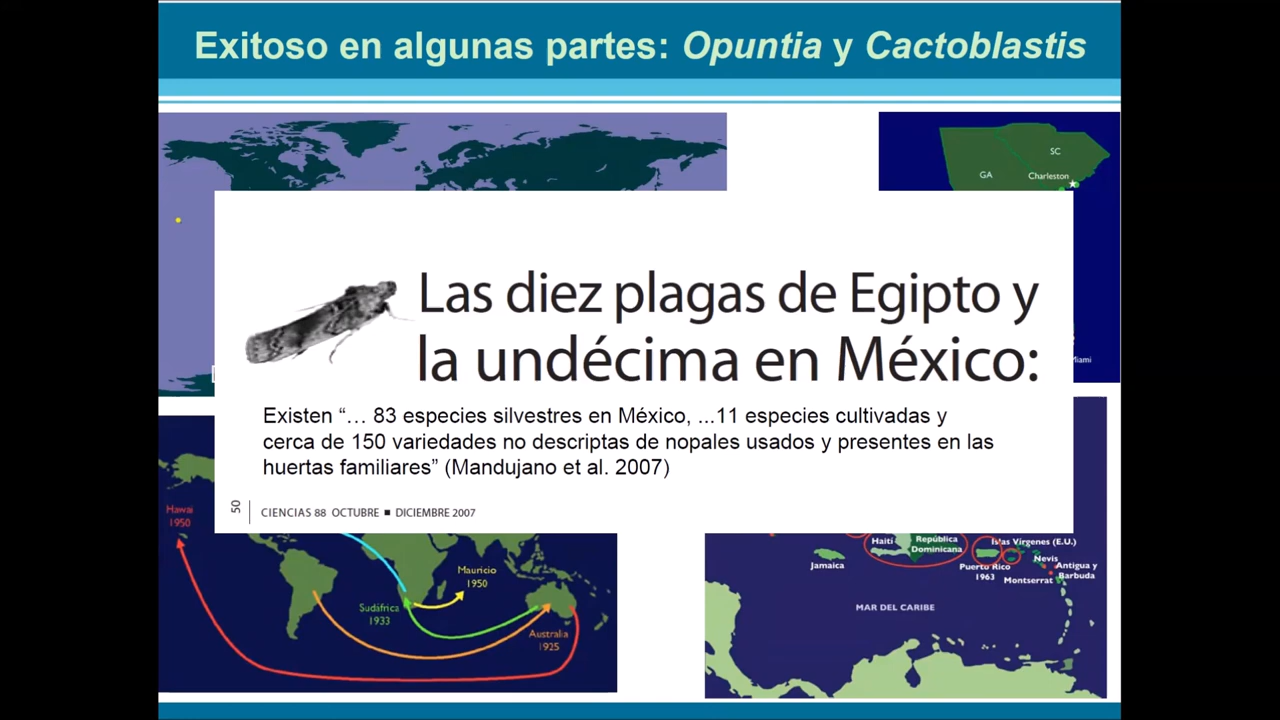 Exitoso en algunas partes: Opuntia y Cactoblastis
SC
GA
Charleston
Las diez plagas de Egipto y
la undécima en México:
Existen “… 83 especies silvestres en México, ...11 especies cultivadas y
cerca de 150 variedades no descriptas de nopales usados y presentes en las
huertas familiares” (Mandujano et al. 2007)
50
CIENCIAS 88 OCTUBRE ■ DICIEMBRE 2007
Hawai
1950
Mauricio
1950
Sudáfrica
1933
Australia
1925
Haití
República
Dominicana
Islas Vírgenes (E.U.)
Jamaica
Puerto Rico
1963
Nevis
Antigua y
Barbuda
Montserrat
MAR DEL CARIBE